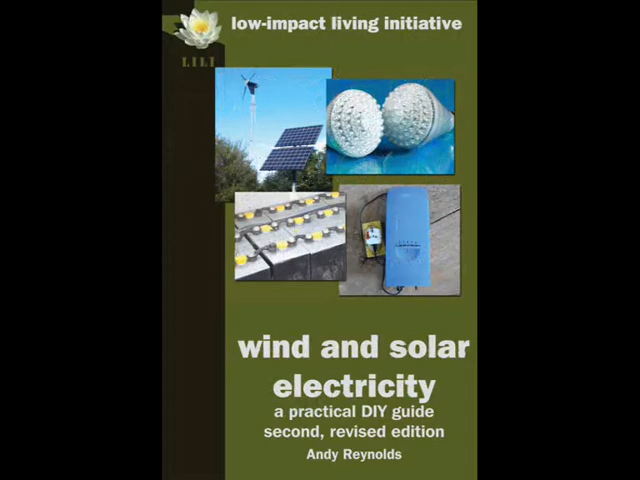 low-impact living initiative
LILI
wind and solar
electricity
a practical DIY guide
second, revised edition
Andy Reynolds